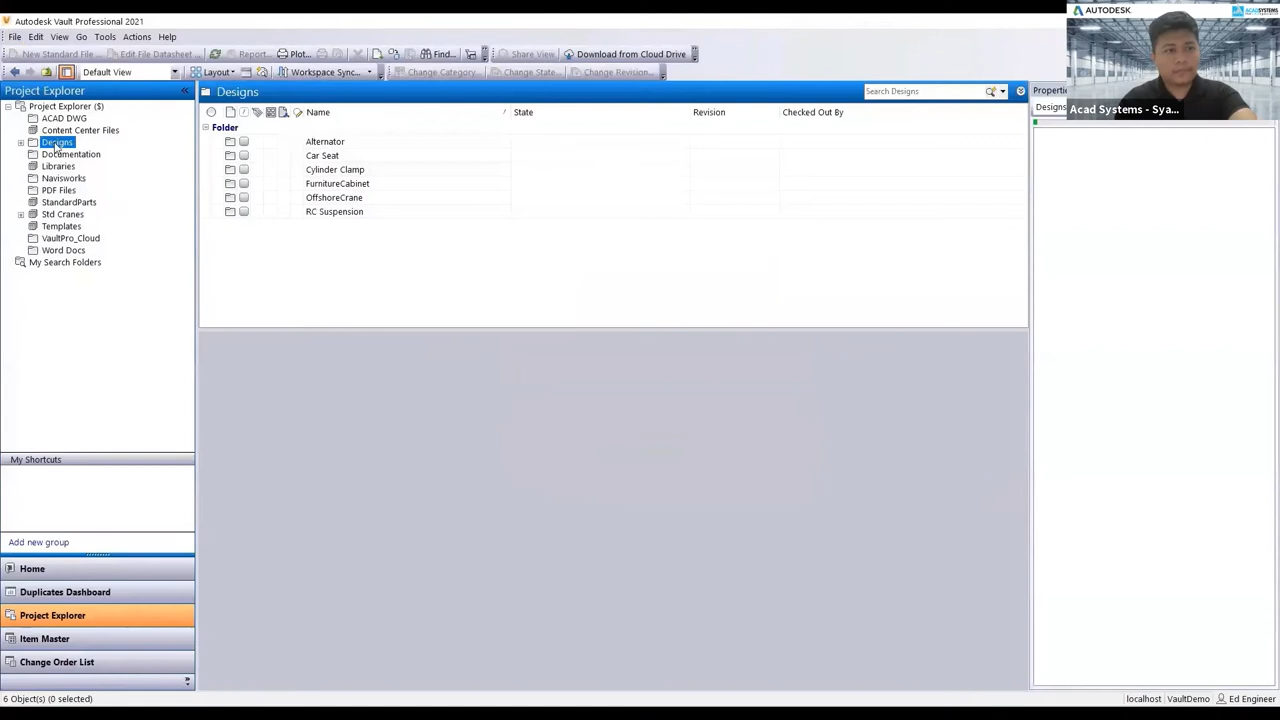 Autodesk Vault Professional 2021
AUTODESK
ACADSYSTEMS
File Edit View Go Tools Actions Help
New Standard File... Edit File Datasheet... Report... Plot... Find... Share View Download from Cloud Drive
Default View Layout Workspace Sync... Change Category... Change State... Change Revision...
Project Explorer
Designs
Search Designs
Acad Systems - Sya...
Designs
Project Explorer ($)
ACAD DWG
Content Center Files
Designs
Documentation
Libraries
Navisworks
PDF Files
StandardParts
Std Cranes
Templates
VaultPro_Cloud
Word Docs
My Search Folders
Name State Revision Checked Out By
Folder
Alternator
Car Seat
Cylinder Clamp
FurnitureCabinet
OffshoreCrane
RC Suspension
My Shortcuts
Add new group
Home
Duplicates Dashboard
Project Explorer
Item Master
Change Order List
6 Object(s) (0 selected)
localhost VaultDemo Ed Engineer